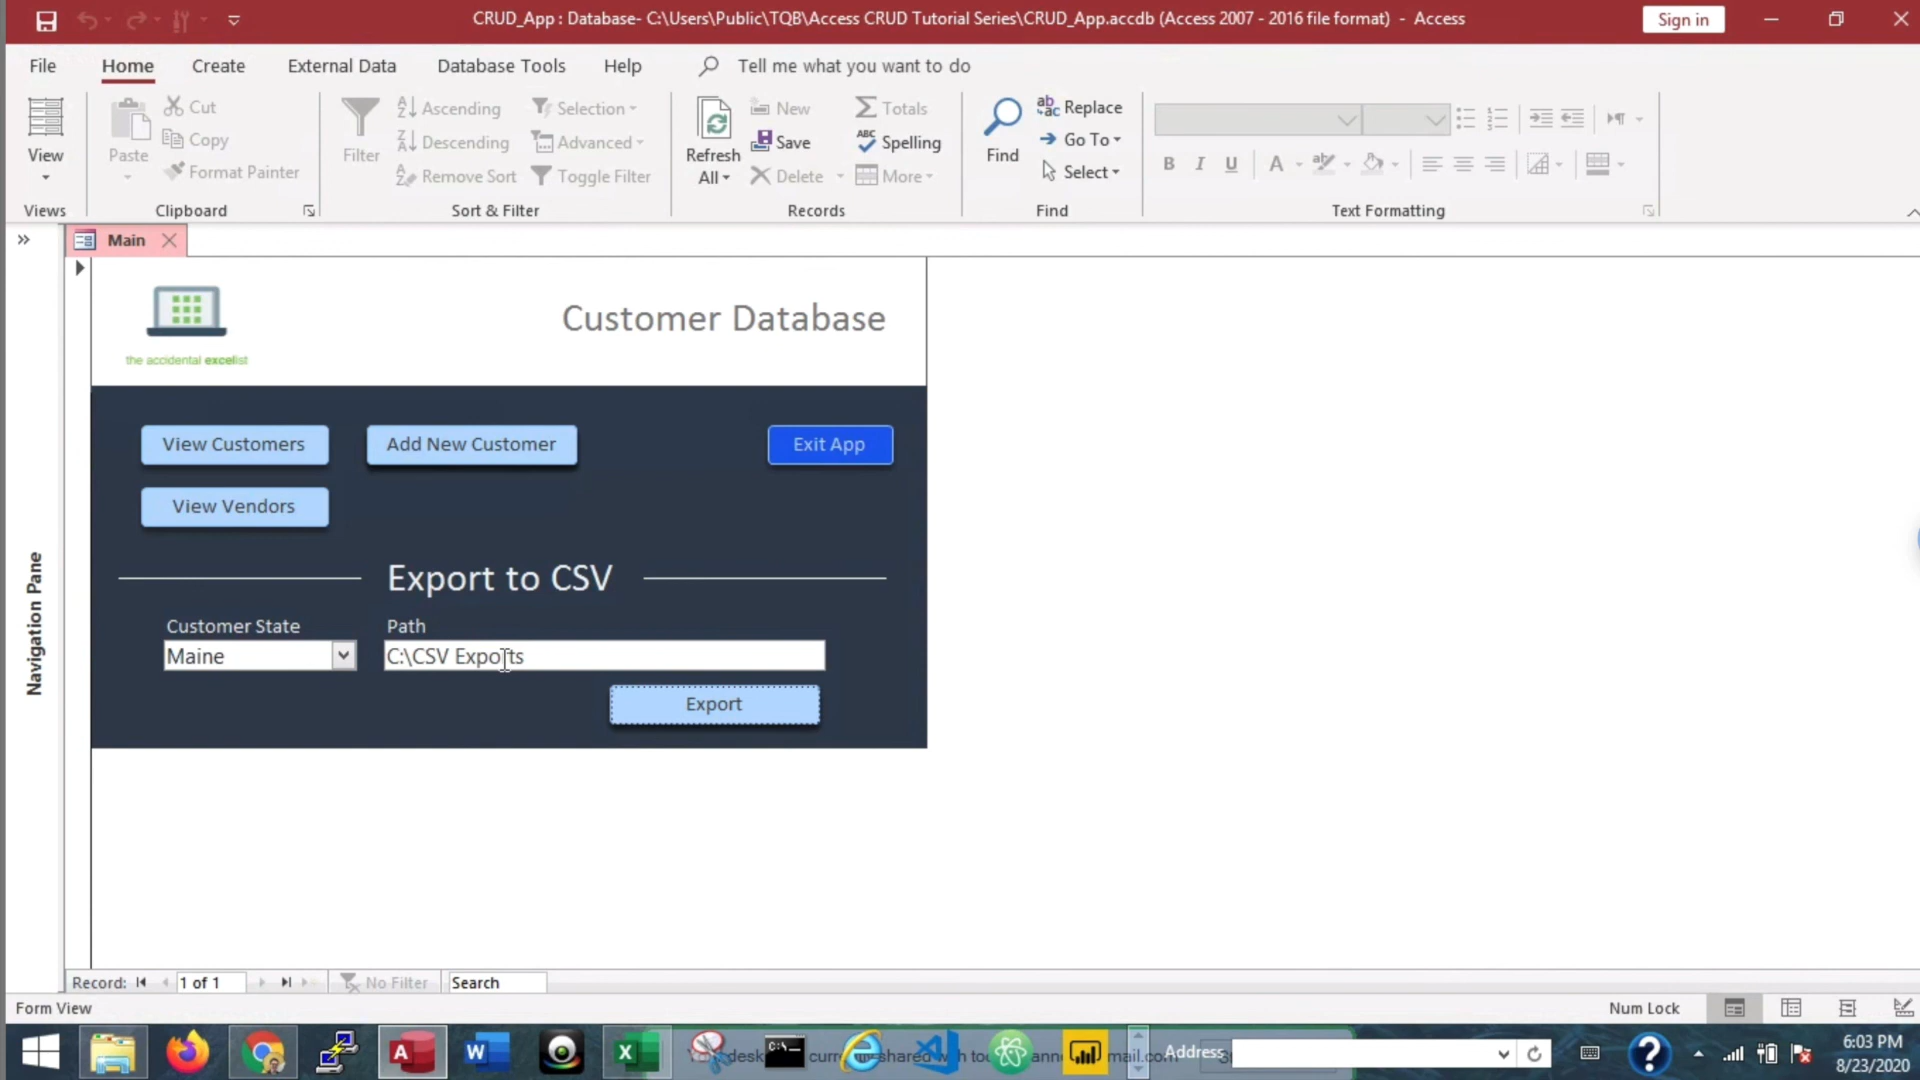 CRUD_App : Database- C:\Users\Public\TQB\Access CRUD Tutorial Series\CRUD_App.accdb (Access 2007 - 2016 file format) - Access
Sign in
File Home Create External Data Database Tools Help Tell me what you want to do
View
Views
Paste
Cut
Copy
Format Painter
Clipboard
Filter
Ascending
Descending
Remove Sort
Selection
Advanced
Toggle Filter
Sort & Filter
Refresh
All
New
Save
Delete
Totals
Spelling
More
Records
Find
Replace
Go To
Select
Find
B I U A
Text Formatting
Main
Navigation Pane
the accidental excelist
Customer Database
View Customers Add New Customer Exit App
View Vendors
Export to CSV
Customer State Path
Maine C:\CSV Exports
Export
Record: 1 of 1 No Filter Search
Form View Num Lock
Address
6:03 PM
8/23/2020